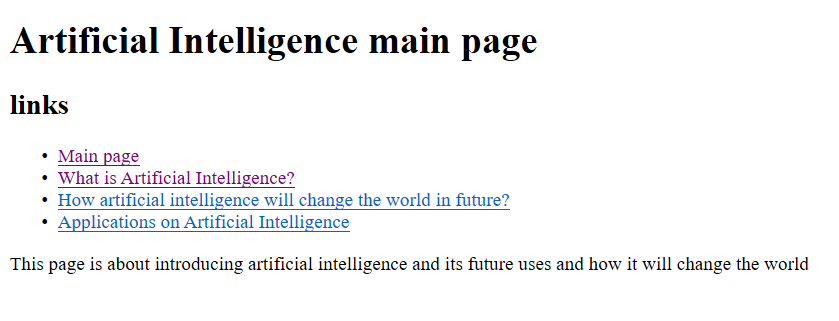 Artificial Intelligence main page
links
• Main page
• What is Artificial Intelligence?
• How artificial intelligence will change the world in future?
• Applications on Artificial Intelligence
This page is about introducing artificial intelligence and its future uses and how it will change the world